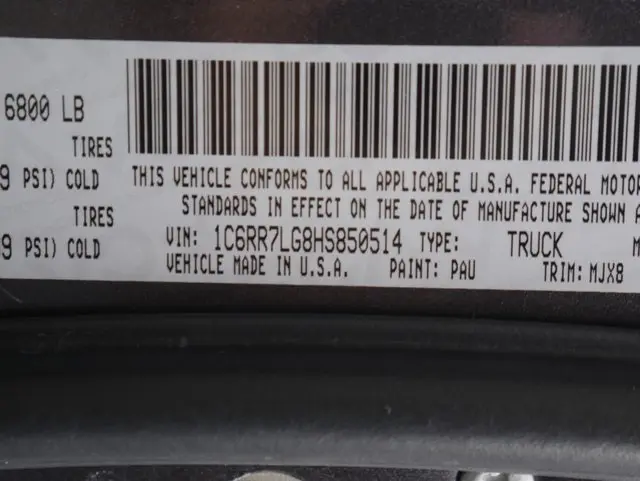 6800 LB
TIRES
9 PSI) COLD
THIS VEHICLE CONFORMS TO ALL APPLICABLE U.S.A. FEDERAL MOTOR
TIRES
STANDARDS IN EFFECT ON THE DATE OF MANUFACTURE SHOWN A
39 PSI) COLD
VIN: 1C6RR7LG8HS850514 TYPE: TRUCK M
VEHICLE MADE IN U.S.A. PAINT: PAU TRIM: MJX8